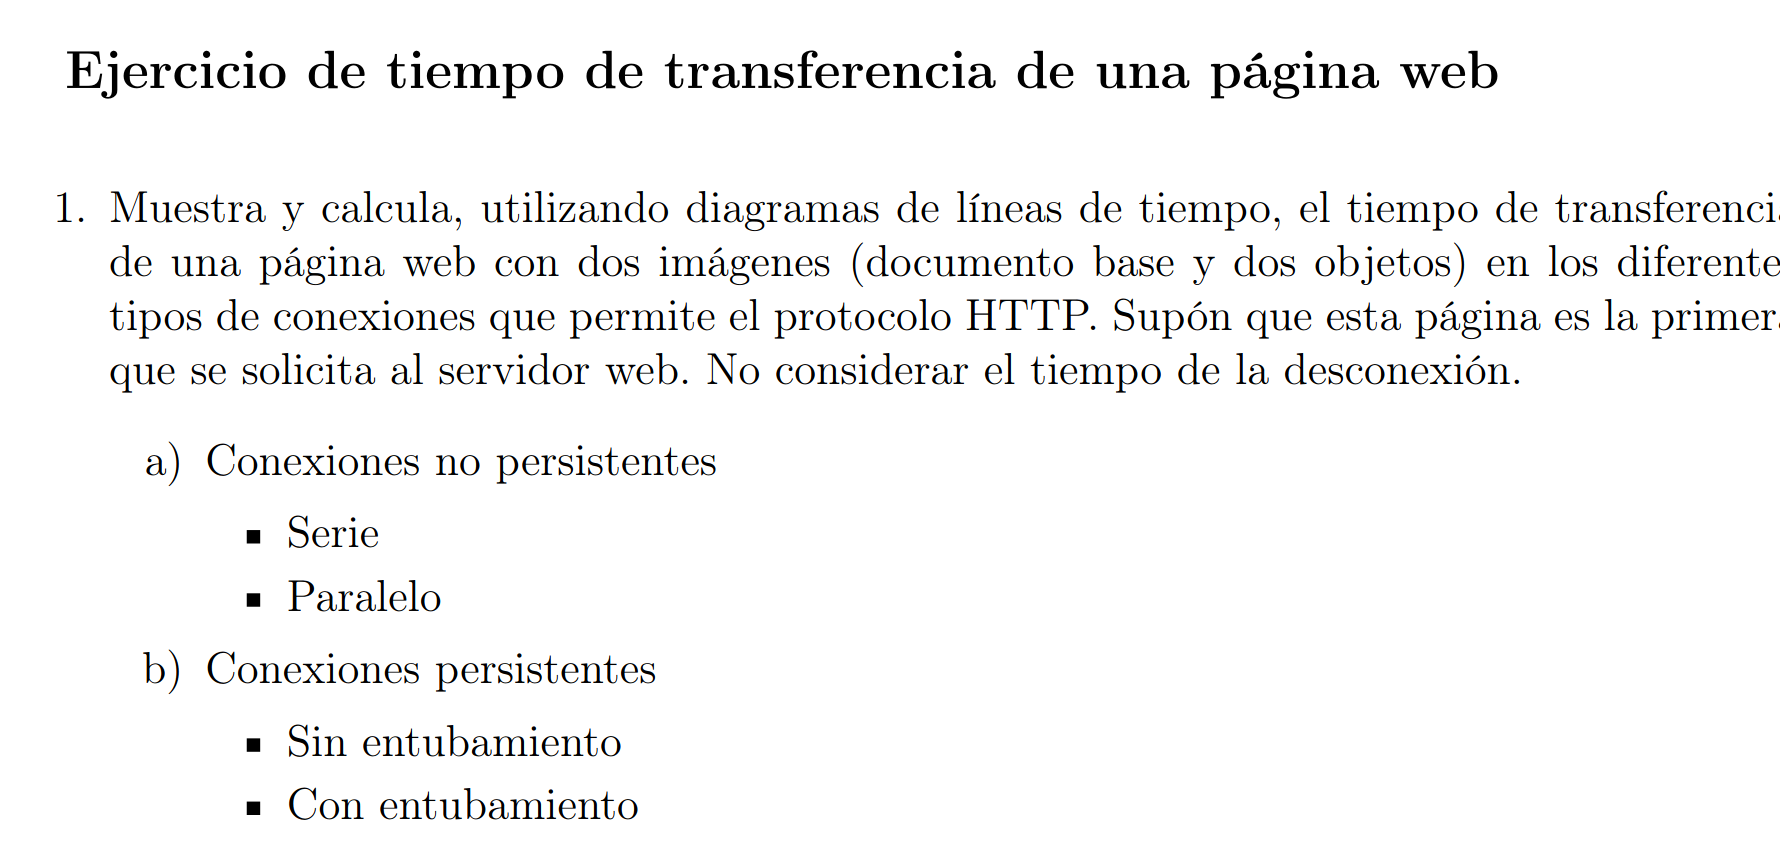 Ejercicio de tiempo de transferencia de una página web
1. Muestra y calcula, utilizando diagramas de líneas de tiempo, el tiempo de transferenci
de una página web con dos imágenes (documento base y dos objetos) en los diferente
tipos de conexiones que permite el protocolo HTTP. Supón que esta página es la primer
que se solicita al servidor web. No considerar el tiempo de la desconexión.
a) Conexiones no persistentes
▪ Serie
▪ Paralelo
b) Conexiones persistentes
▪ Sin entubamiento
▪ Con entubamiento